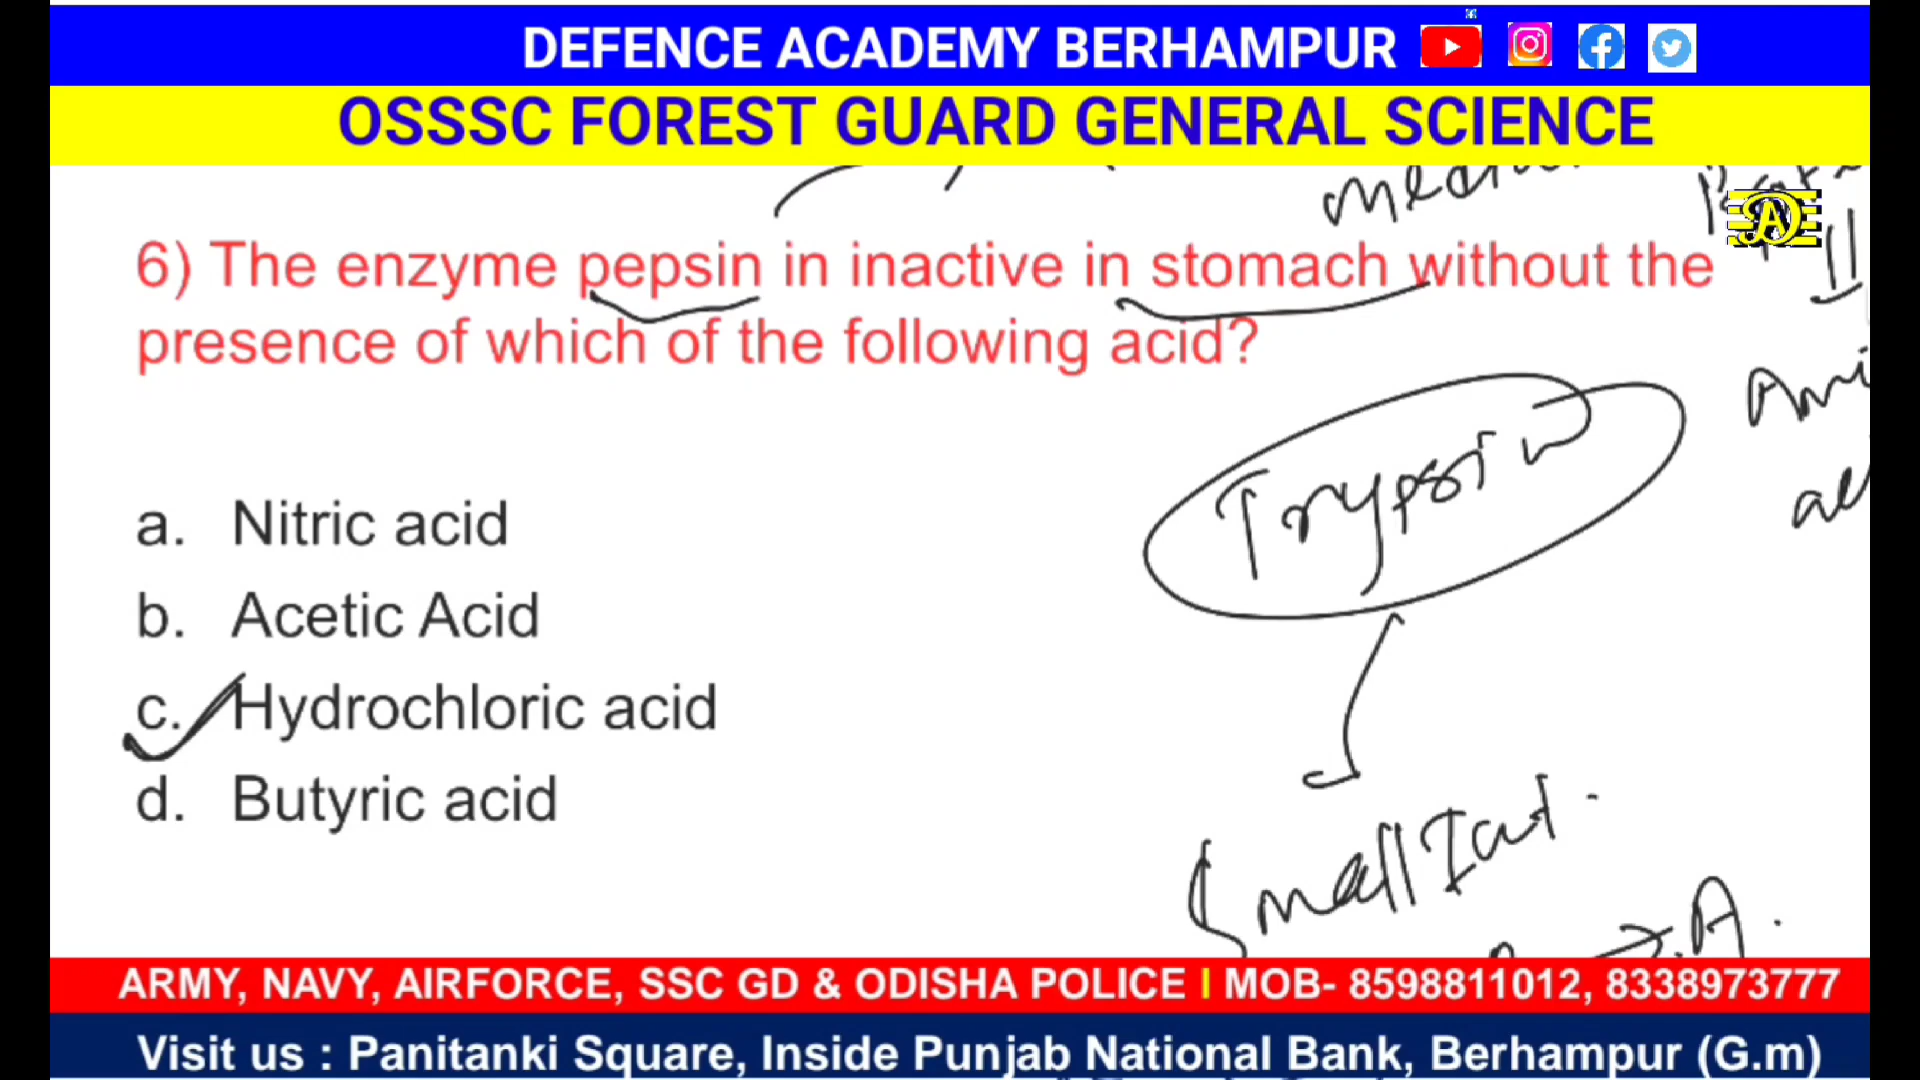 DEFENCE ACADEMY BERHAMPUR
OSSSC FOREST GUARD GENERAL SCIENCE
6) The enzyme pepsin in inactive in stomach without the
presence of which of the following acid?
Trypsin
a. Nitric acid
b. Acetic Acid
c. Hydrochloric acid
d. Butyric acid
Small Int.
A.
ARMY, NAVY, AIRFORCE, SSC GD & ODISHA POLICE I MOB- 8598811012, 8338973777
Visit us : Panitanki Square, Inside Punjab National Bank, Berhampur (G.m)